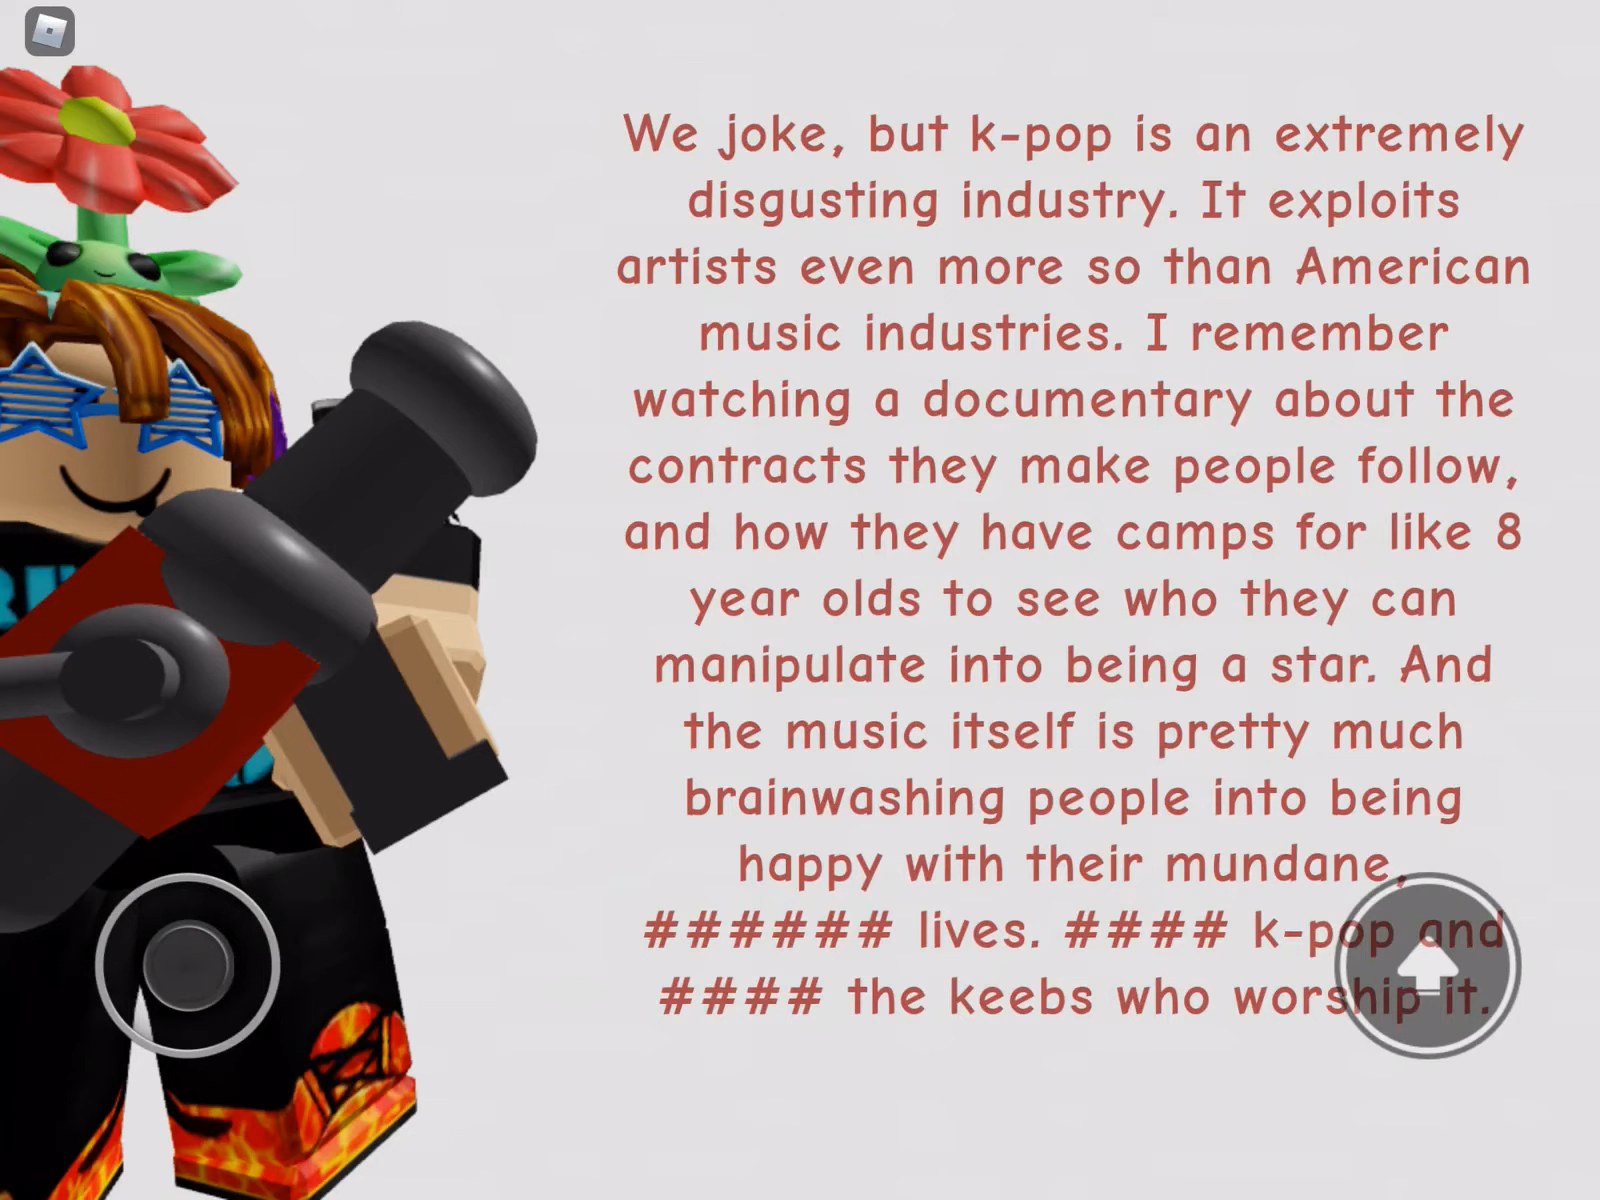 We joke, but k-pop is an extremely
disgusting industry. It exploits
artists even more so than American
music industries. I remember
watching a documentary about the
contracts they make people follow,
and how they have camps for like 8
year olds to see who they can
manipulate into being a star. And
the music itself is pretty much
brainwashing people into being
happy with their mundane,
###### lives. #### k-pop and
#### the keebs who worship it.